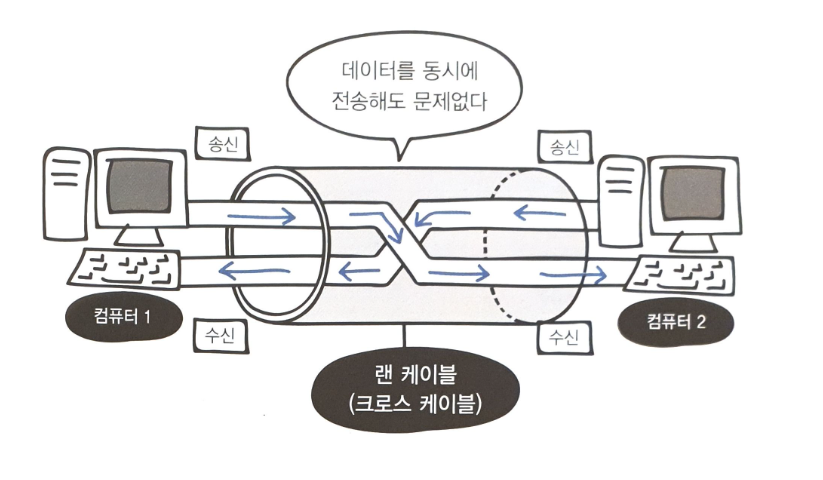 데이터를 동시에
전송해도 문제없다
송신
송신
컴퓨터 1
컴퓨터 2
수신
수신
랜 케이블
(크로스 케이블)